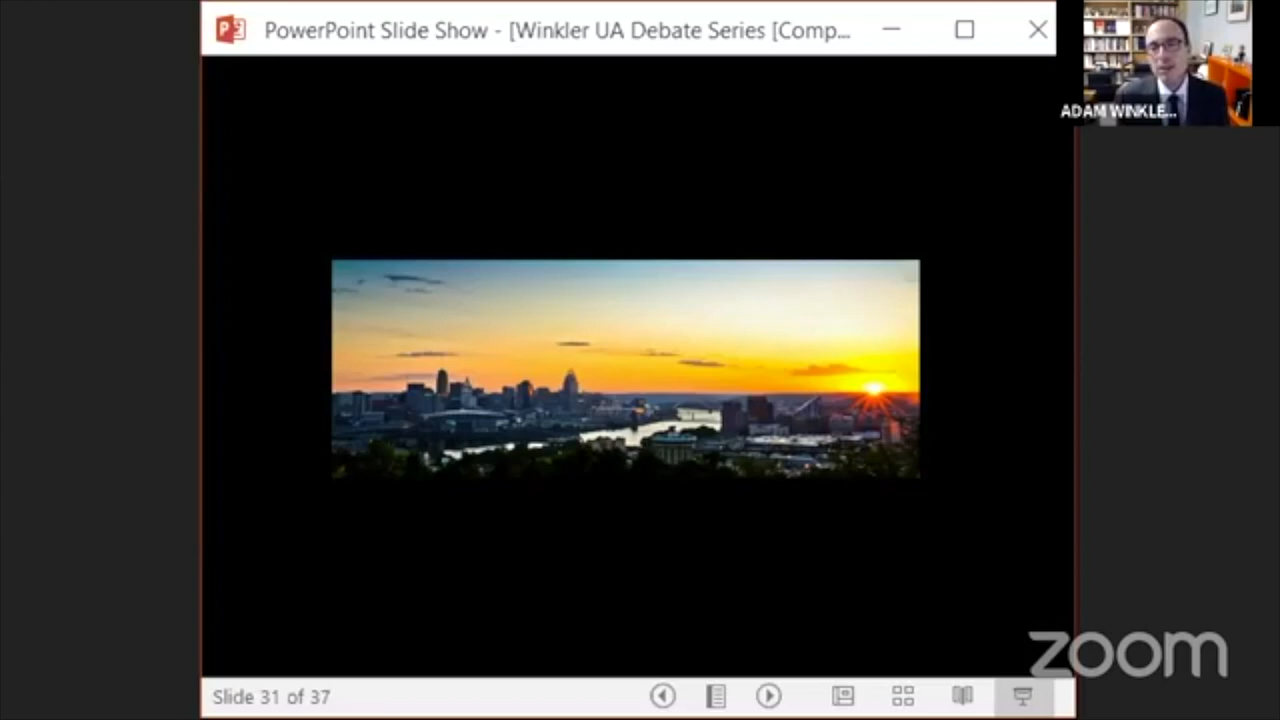 PowerPoint Slide Show - [Winkler UA Debate Series [Comp...
ADAM WINKLE...
zoom
Slide 31 of 37